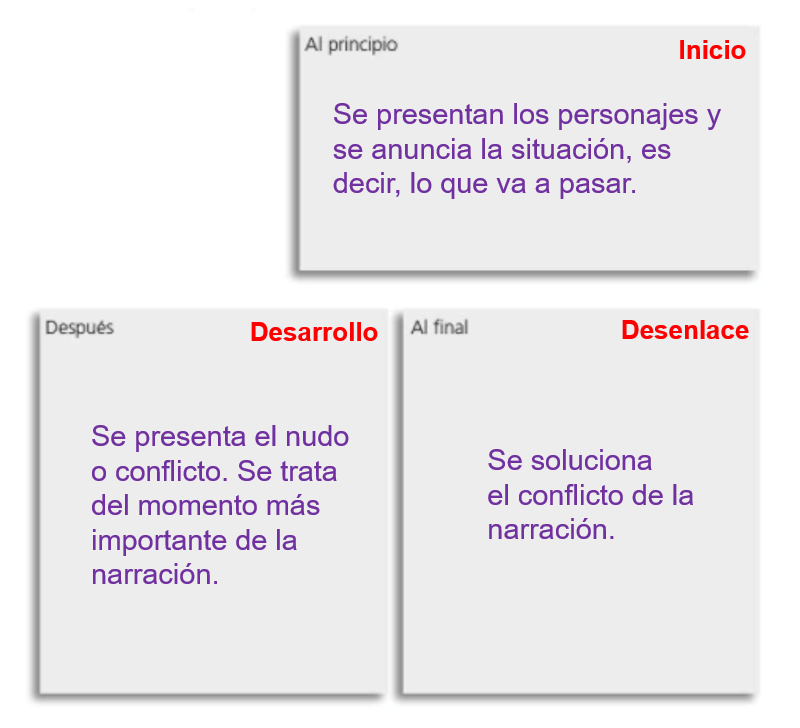 Al principio
Inicio
Se presentan los personajes y
se anuncia la situación, es
decir, lo que va a pasar.
Después
Desarrollo
Se presenta el nudo
o conflicto. Se trata
del momento más
importante de la
narración.
Al final
Desenlace
Se soluciona
el conflicto de la
narración.